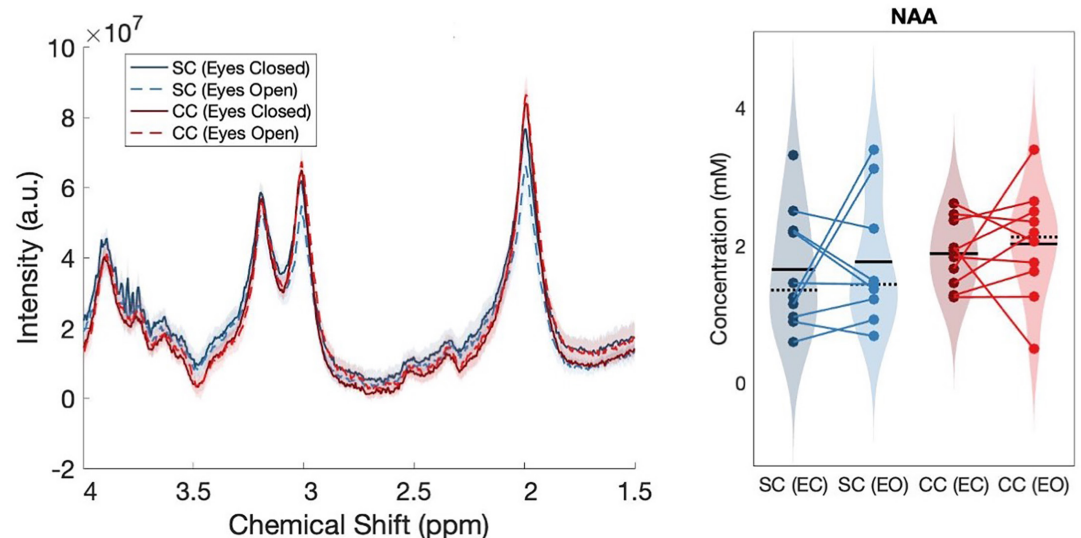 ×10⁷
10
8
6
4
2
0
-2
4 3.5 3 2.5 2 1.5
Intensity (a.u.)
Chemical Shift (ppm)
SC (Eyes Closed)
SC (Eyes Open)
CC (Eyes Closed)
CC (Eyes Open)
NAA
Concentration (mM)
4
2
0
SC (EC) SC (EO) CC (EC) CC (EO)